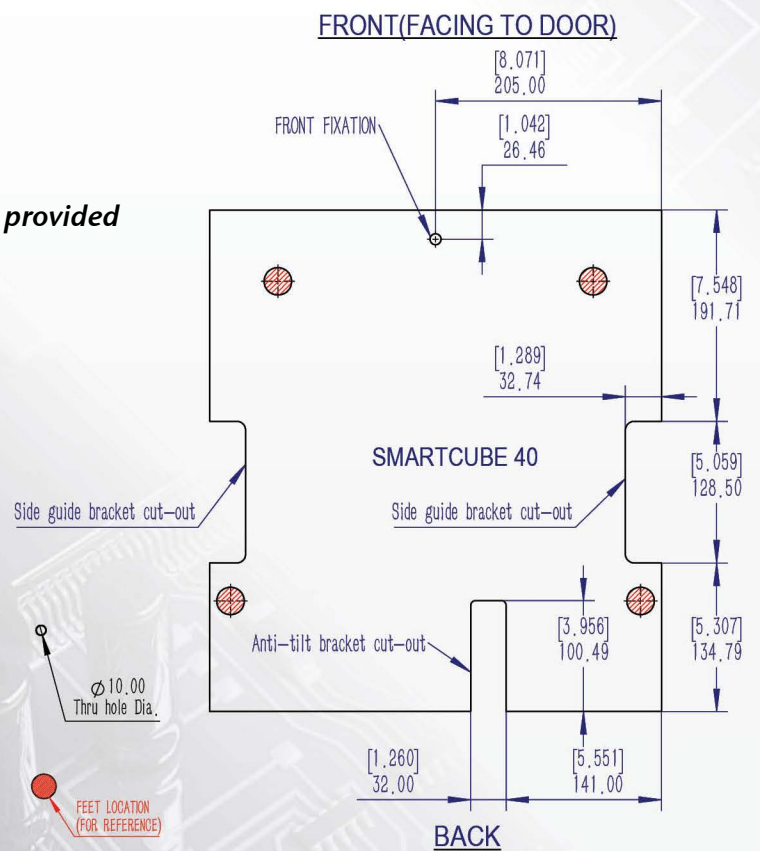 FRONT(FACING TO DOOR)
[8.071]
205.00
FRONT FIXATION
[1.042]
26.46
provided
[7.548]
191.71
[1.289]
32.74
SMARTCUBE 40
[5.059]
128.50
Side guide bracket cut-out
Side guide bracket cut-out
[3.956]
100.49
[5.307]
134.79
Anti-tilt bracket cut-out
Ø10.00
Thru hole Dia.
[1.260]
32.00
[5.551]
141.00
FEET LOCATION
(FOR REFERENCE)
BACK